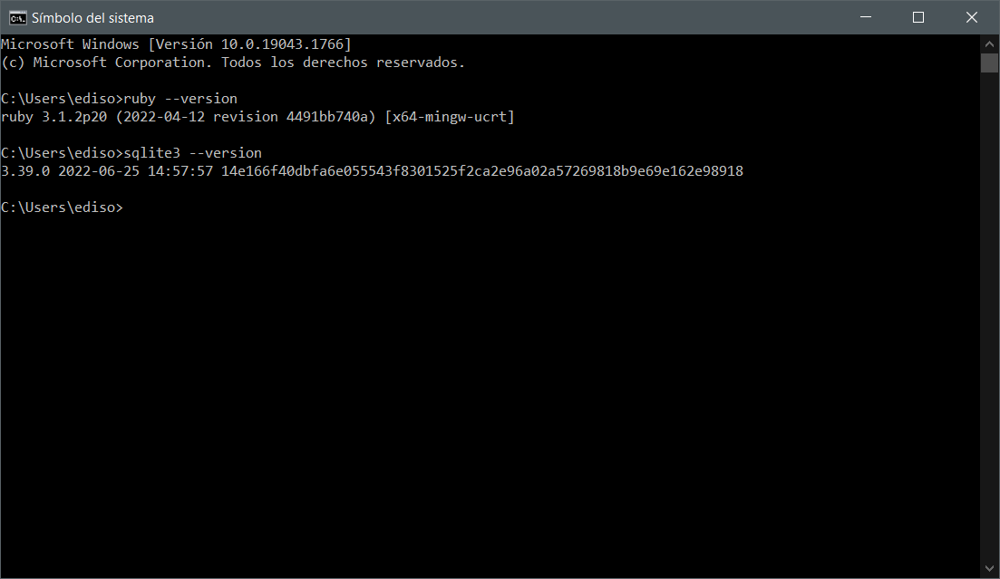 Símbolo del sistema
Microsoft Windows [Versión 10.0.19043.1766]
(c) Microsoft Corporation. Todos los derechos reservados.
C:\Users\ediso>ruby --version
ruby 3.1.2p20 (2022-04-12 revision 4491bb740a) [x64-mingw-ucrt]
C:\Users\ediso>sqlite3 --version
3.39.0 2022-06-25 14:57:57 14e166f40dbfa6e055543f8301525f2ca2e96a02a57269818b9e69e162e98918
C:\Users\ediso>